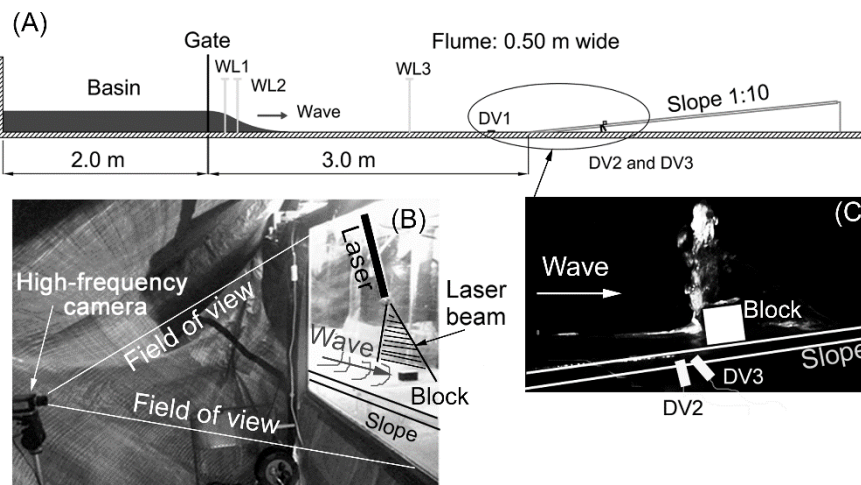 (A)
Gate
Flume: 0.50 m wide
WL1
WL2
WL3
Basin
Wave
DV1
Slope 1:10
2.0 m
3.0 m
DV2 and DV3
(B)
High-frequency
camera
Field of view
Field of view
Laser
Laser
beam
Wave
Block
Slope
(C)
Wave
Block
Slope
DV3
DV2